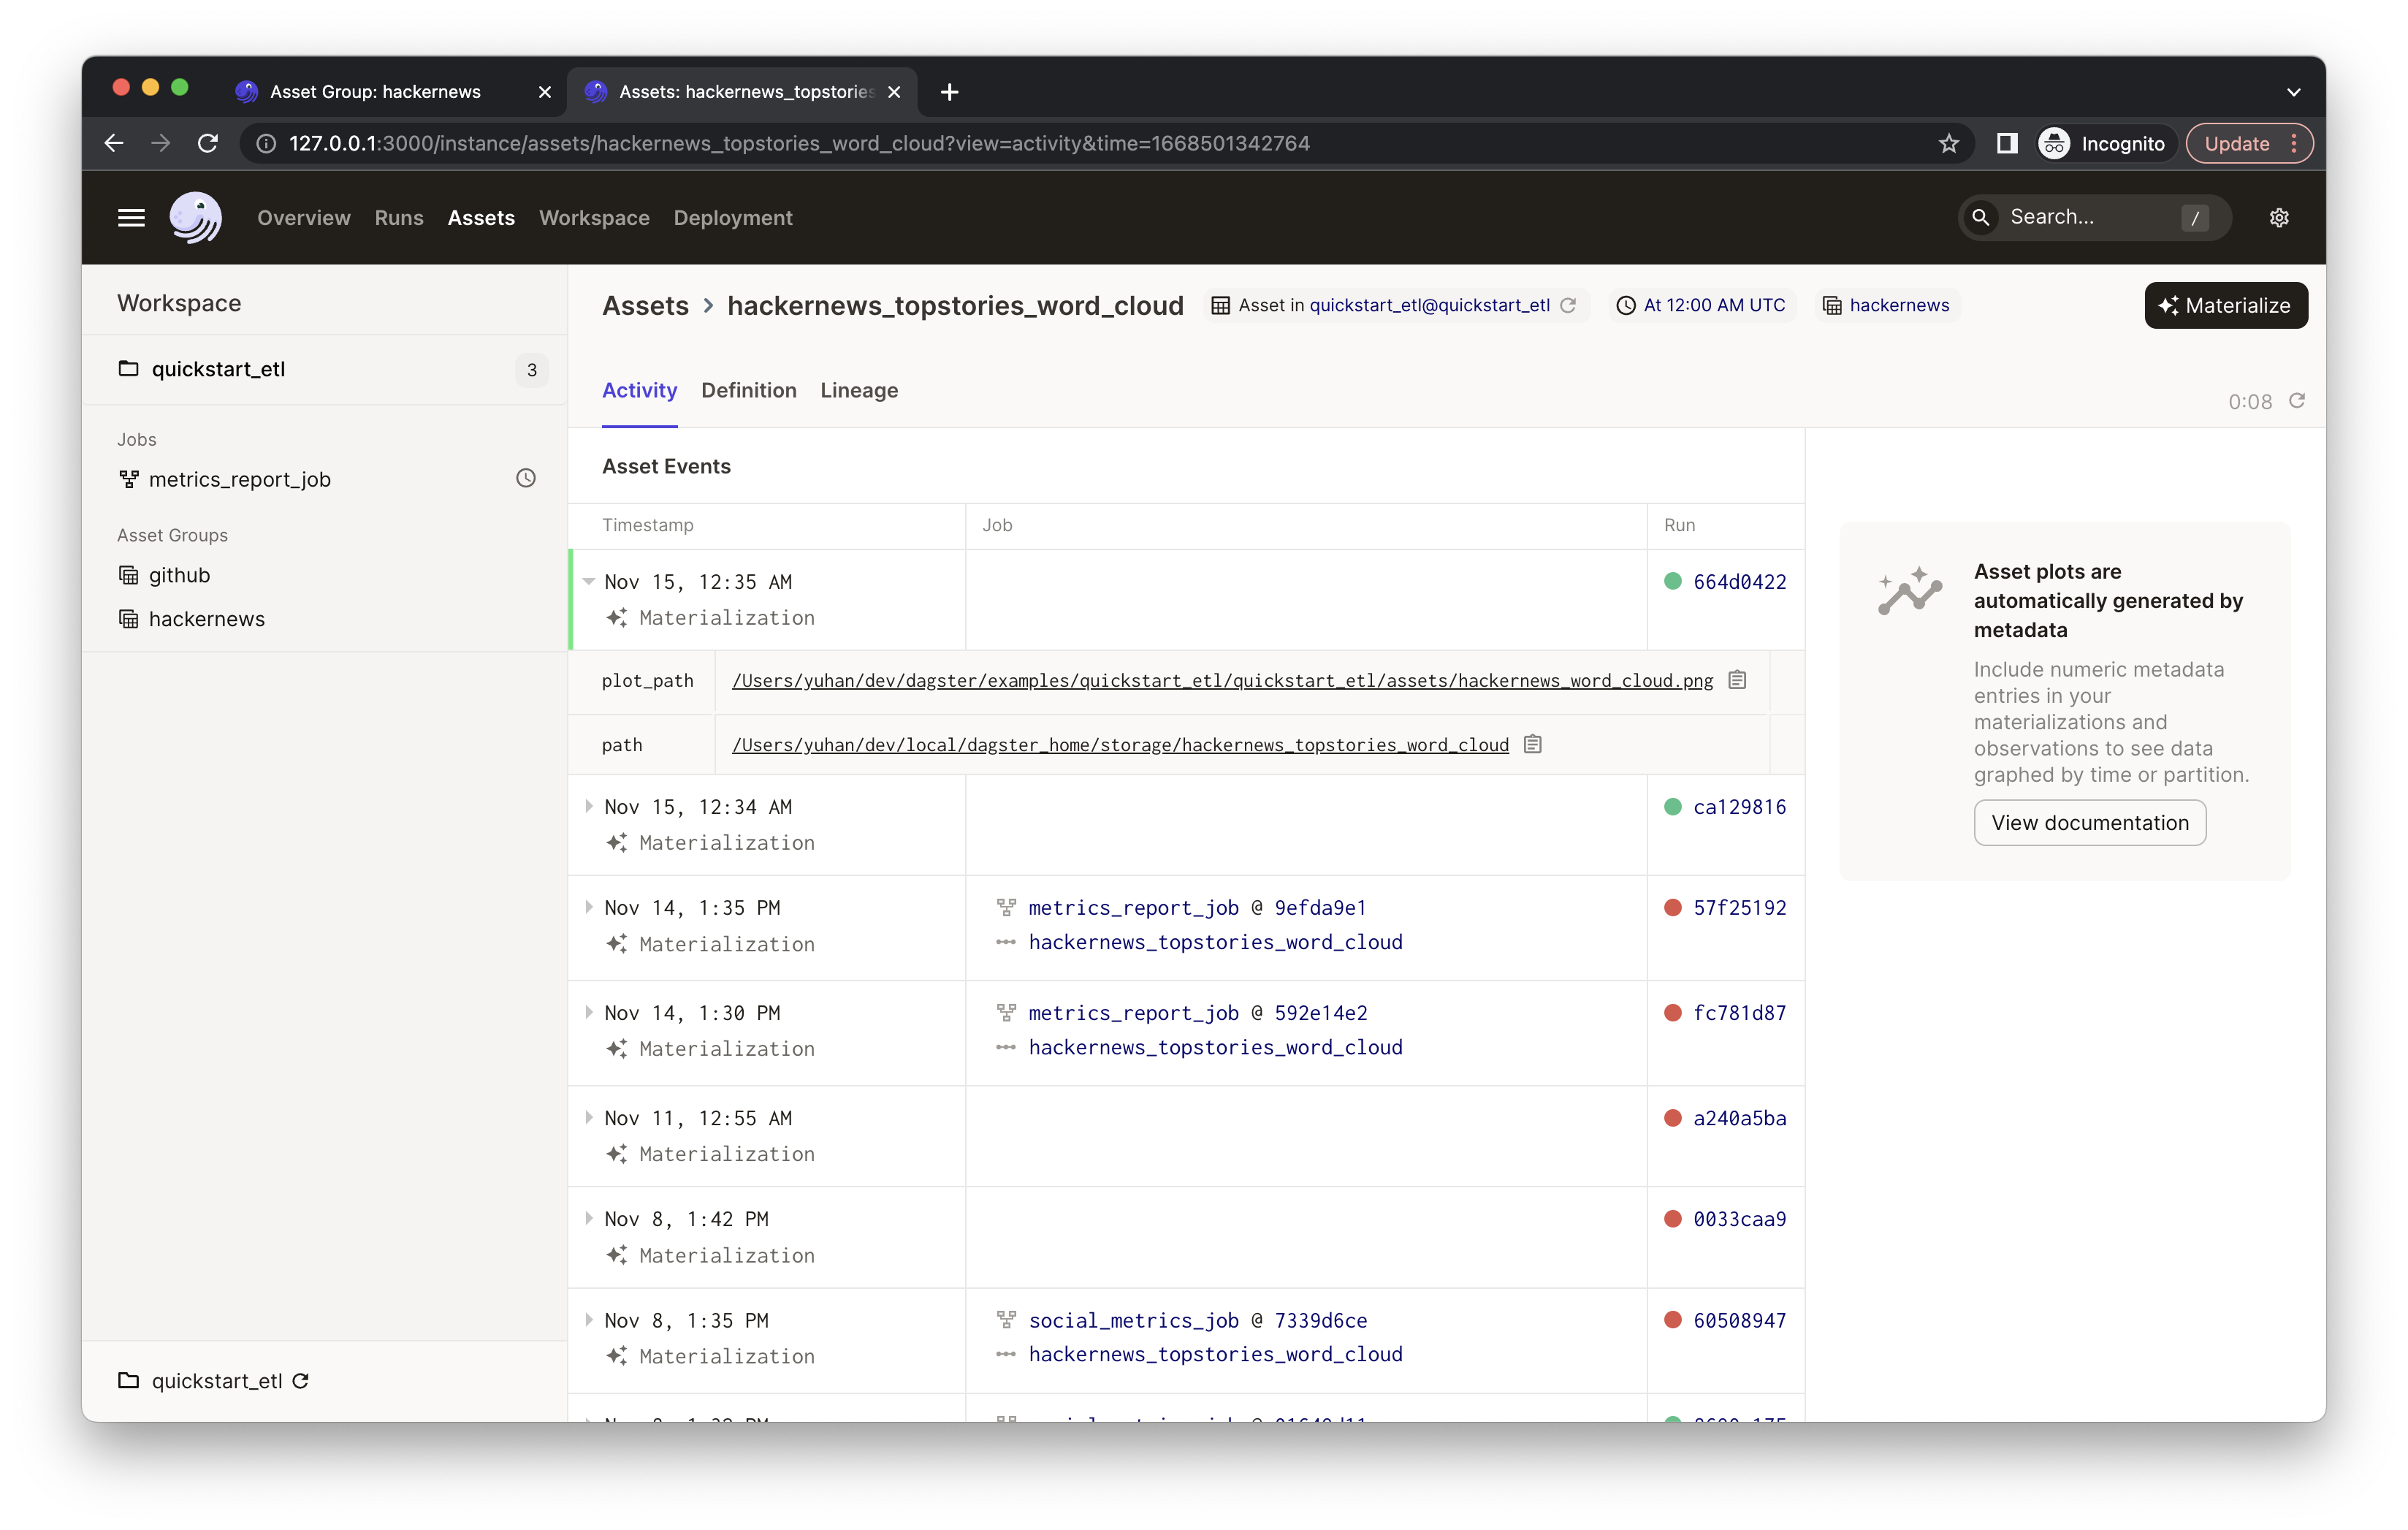 Asset Group: hackernews
Assets: hackernews_topstories
127.0.0.1:3000/instance/assets/hackernews_topstories_word_cloud?view=activity&time=1668501342764
Incognito
Update
Overview Runs Assets Workspace Deployment
Search... /
Workspace
quickstart_etl 3
Jobs
metrics_report_job
Asset Groups
github
hackernews
quickstart_etl
Assets > hackernews_topstories_word_cloud
Asset in quickstart_etl@quickstart_etl
At 12:00 AM UTC
hackernews
Materialize
Activity Definition Lineage
0:08
Asset Events
Timestamp Job Run
Nov 15, 12:35 AM 664d0422
Materialization
plot_path /Users/yuhan/dev/dagster/examples/quickstart_etl/quickstart_etl/assets/hackernews_word_cloud.png
path /Users/yuhan/dev/local/dagster_home/storage/hackernews_topstories_word_cloud
Nov 15, 12:34 AM ca129816
Materialization
Nov 14, 1:35 PM metrics_report_job @ 9efda9e1 57f25192
Materialization hackernews_topstories_word_cloud
Nov 14, 1:30 PM metrics_report_job @ 592e14e2 fc781d87
Materialization hackernews_topstories_word_cloud
Nov 11, 12:55 AM a240a5ba
Materialization
Nov 8, 1:42 PM 0033caa9
Materialization
Nov 8, 1:35 PM social_metrics_job @ 7339d6ce 60508947
Materialization hackernews_topstories_word_cloud
Asset plots are
automatically generated by
metadata
Include numeric metadata
entries in your
materializations and
observations to see data
graphed by time or partition.
View documentation